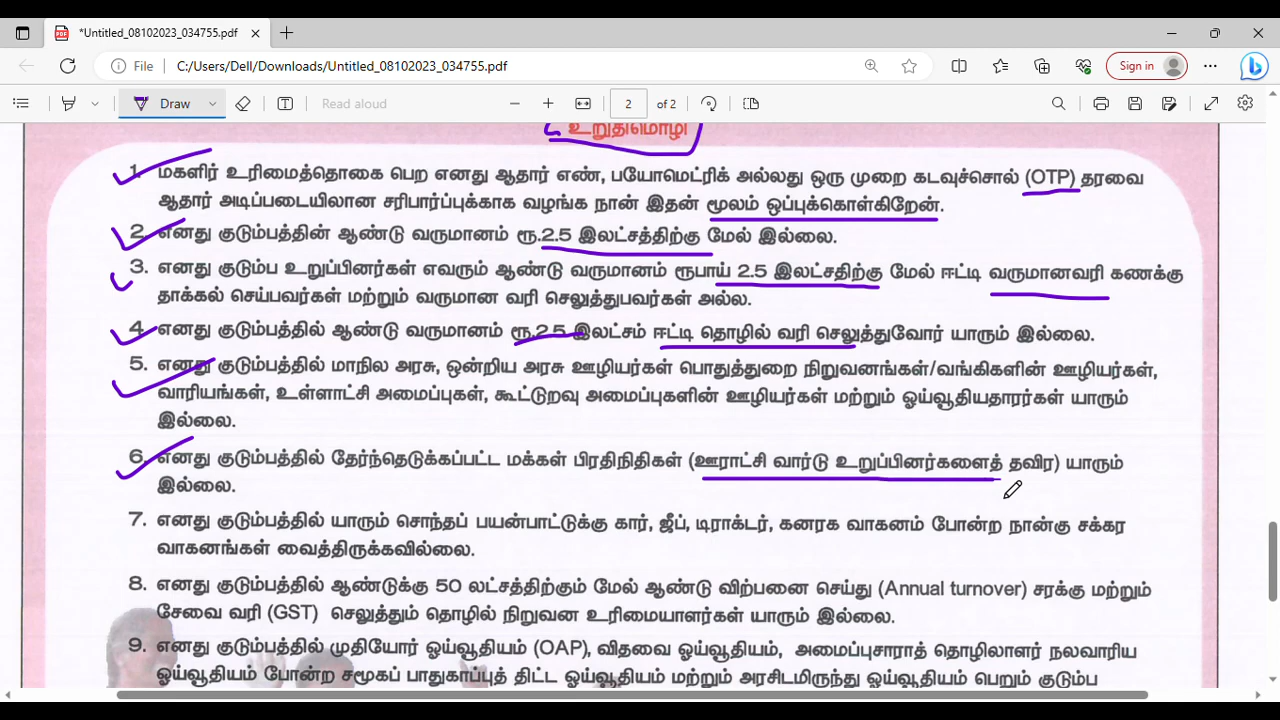 *Untitled_08102023_034755.pdf
File C:/Users/Dell/Downloads/Untitled_08102023_034755.pdf Sign in
Draw Read aloud 2 of 2
உறுதிமொழி
1. மகளிர் உரிமைத்தொகை பெற எனது ஆதார் எண், பயோமெட்ரிக் அல்லது ஒரு முறை கடவுச்சொல் (OTP) தரவை
ஆதார் அடிப்படையிலான சரிபார்ப்புக்காக வழங்க நான் இதன் மூலம் ஒப்புக்கொள்கிறேன்.
2. எனது குடும்பத்தின் ஆண்டு வருமானம் ரூ.2.5 இலட்சத்திற்கு மேல் இல்லை.
3. எனது குடும்ப உறுப்பினர்கள் எவரும் ஆண்டு வருமானம் ரூபாய் 2.5 இலட்சதிற்கு மேல் ஈட்டி வருமானவரி கணக்கு
தாக்கல் செய்பவர்கள் மற்றும் வருமான வரி செலுத்துபவர்கள் அல்ல.
4. எனது குடும்பத்தில் ஆண்டு வருமானம் ரூ.2.5 இலட்சம் ஈட்டி தொழில் வரி செலுத்துவோர் யாரும் இல்லை.
5. எனது குடும்பத்தில் மாநில அரசு, ஒன்றிய அரசு ஊழியர்கள் பொதுத்துறை நிறுவனங்கள்/வங்கிகளின் ஊழியர்கள்,
வாரியங்கள், உள்ளாட்சி அமைப்புகள், கூட்டுறவு அமைப்புகளின் ஊழியர்கள் மற்றும் ஓய்வூதியதாரர்கள் யாரும்
இல்லை.
6. எனது குடும்பத்தில் தேர்ந்தெடுக்கப்பட்ட மக்கள் பிரதிநிதிகள் (ஊராட்சி வார்டு உறுப்பினர்களைத் தவிர) யாரும்
இல்லை.
7. எனது குடும்பத்தில் யாரும் சொந்தப் பயன்பாட்டுக்கு கார், ஜீப், டிராக்டர், கனரக வாகனம் போன்ற நான்கு சக்கர
வாகனங்கள் வைத்திருக்கவில்லை.
8. எனது குடும்பத்தில் ஆண்டுக்கு 50 லட்சத்திற்கும் மேல் ஆண்டு விற்பனை செய்து (Annual turnover) சரக்கு மற்றும்
சேவை வரி (GST) செலுத்தும் தொழில் நிறுவன உரிமையாளர்கள் யாரும் இல்லை.
9. எனது குடும்பத்தில் முதியோர் ஓய்வூதியம் (OAP), விதவை ஓய்வூதியம், அமைப்புசாராத் தொழிலாளர் நலவாரிய
ஓய்வூதியம் போன்ற சமூகப் பாதுகாப்புத் திட்ட ஓய்வூதியம் மற்றும் அரசிடமிருந்து ஓய்வூதியம் பெறும் குடும்ப